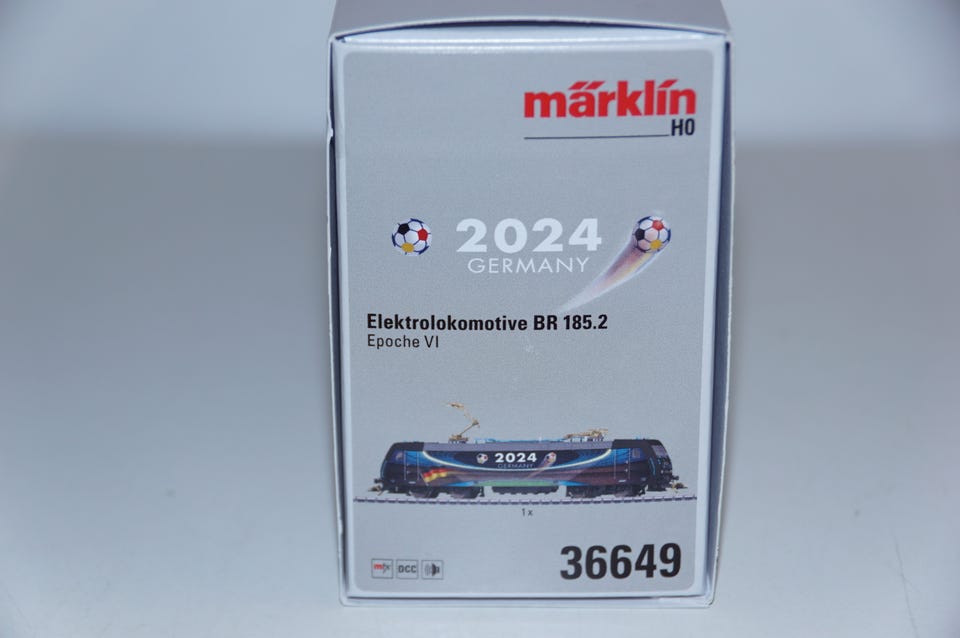 märklin
H0
2024
GERMANY
Elektrolokomotive BR 185.2
Epoche VI
2024
GERMANY
1 x
36649
mfx DCC